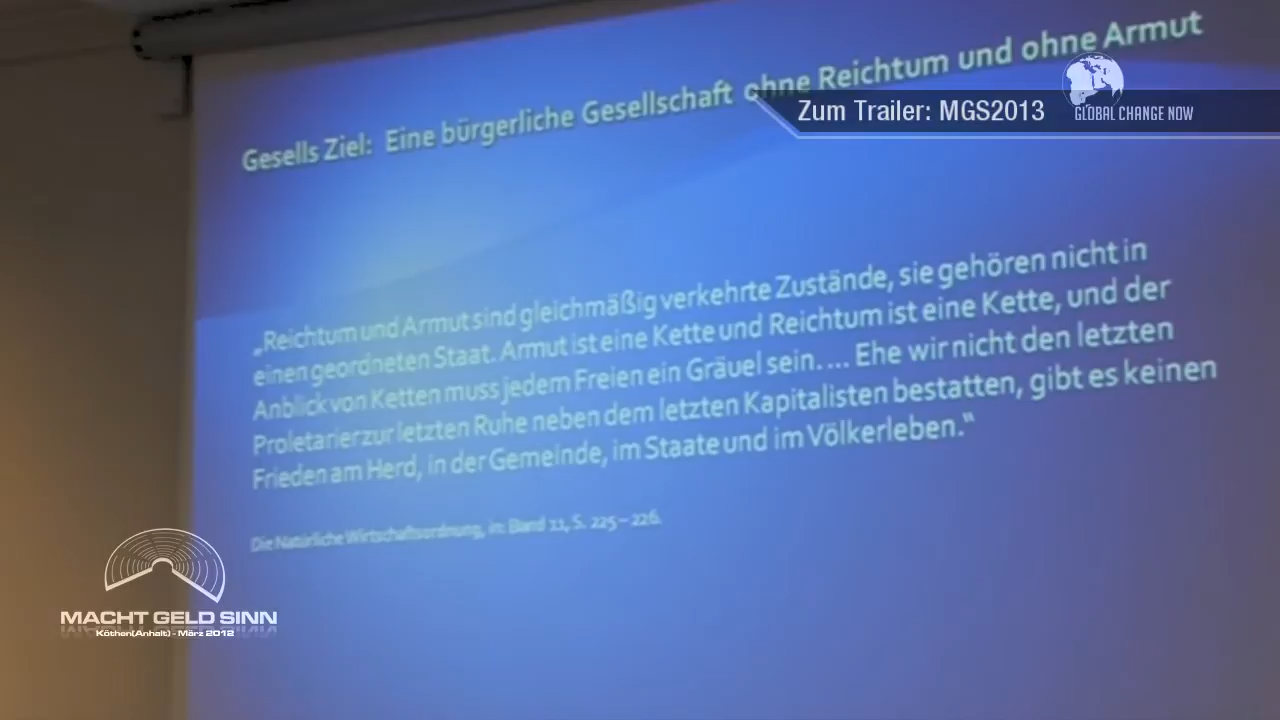 Gesells Ziel: Eine bürgerliche Gesellschaft ohne Reichtum und ohne Armut
Zum Trailer: MGS2013
GLOBAL CHANGE NOW
„Reichtum und Armut sind gleichmäßig verkehrte Zustände, sie gehören nicht in
einen geordneten Staat. Armut ist eine Kette und Reichtum ist eine Kette, und der
Anblick von Ketten muss jedem Freien ein Gräuel sein. ... Ehe wir nicht den letzten
Proletarier zur letzten Ruhe neben dem letzten Kapitalisten bestatten, gibt es keinen
Frieden am Herd, in der Gemeinde, im Staate und im Völkerleben.“
Die Natürliche Wirtschaftsordnung, in: Band 11, S. 225 – 226.
MACHT GELD SINN
Köthen(Anhalt) - März 2012